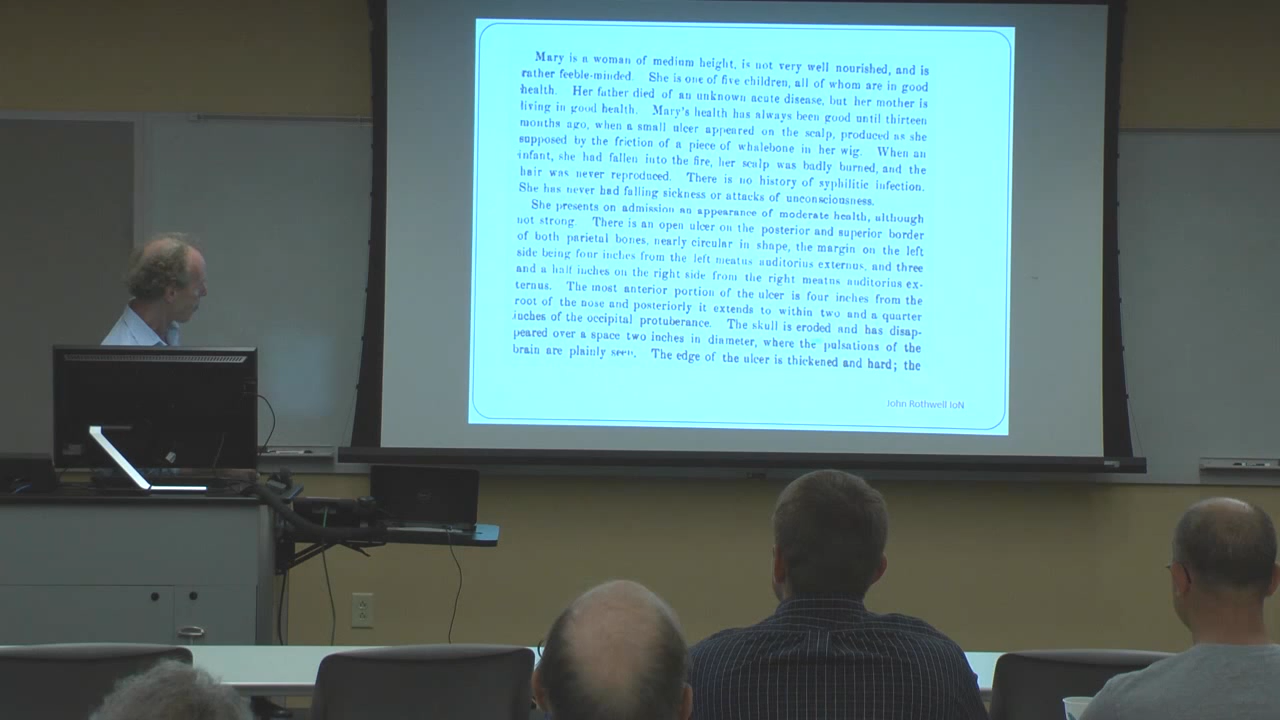 Mary is a woman of medium height, is not very well nourished, and is
rather feeble-minded. She is one of five children, all of whom are in good
health. Her father died of an unknown acute disease, but her mother is
living in good health. Mary's health has always been good until thirteen
months ago, when a small ulcer appeared on the scalp, produced as she
supposed by the friction of a piece of whalebone in her wig. When an
infant, she had fallen into the fire, her scalp was badly burned, and the
hair was never reproduced. There is no history of syphilitic infection.
She has never had falling sickness or attacks of unconsciousness.
She presents on admission an appearance of moderate health, although
not strong. There is an open ulcer on the posterior and superior border
of both parietal bones, nearly circular in shape, the margin on the left
side being four inches from the left meatus auditorius externus, and three
and a half inches on the right side from the right meatus auditorius ex-
ternus. The most anterior portion of the ulcer is four inches from the
root of the nose and posteriorly it extends to within two and a quarter
inches of the occipital protuberance. The skull is eroded and has disap-
peared over a space two inches in diameter, where the pulsations of the
brain are plainly seen. The edge of the ulcer is thickened and hard; the
John Rothwell IoN